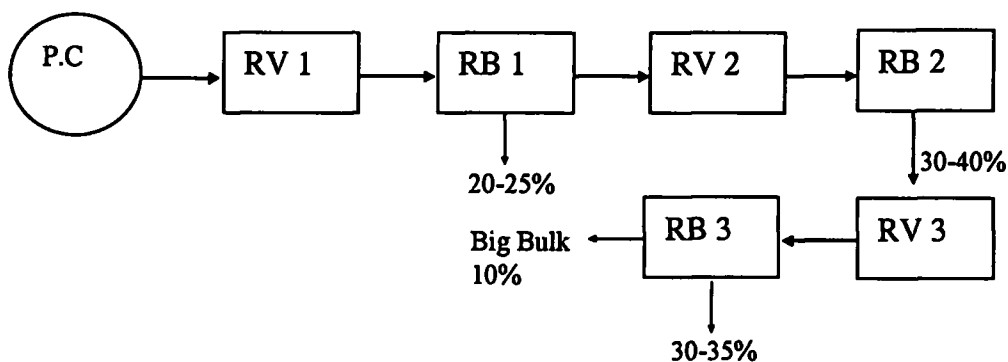 P.C
RV 1
RB 1
RV 2
RB 2
20-25%
30-40%
Big Bulk
10%
RB 3
RV 3
30-35%